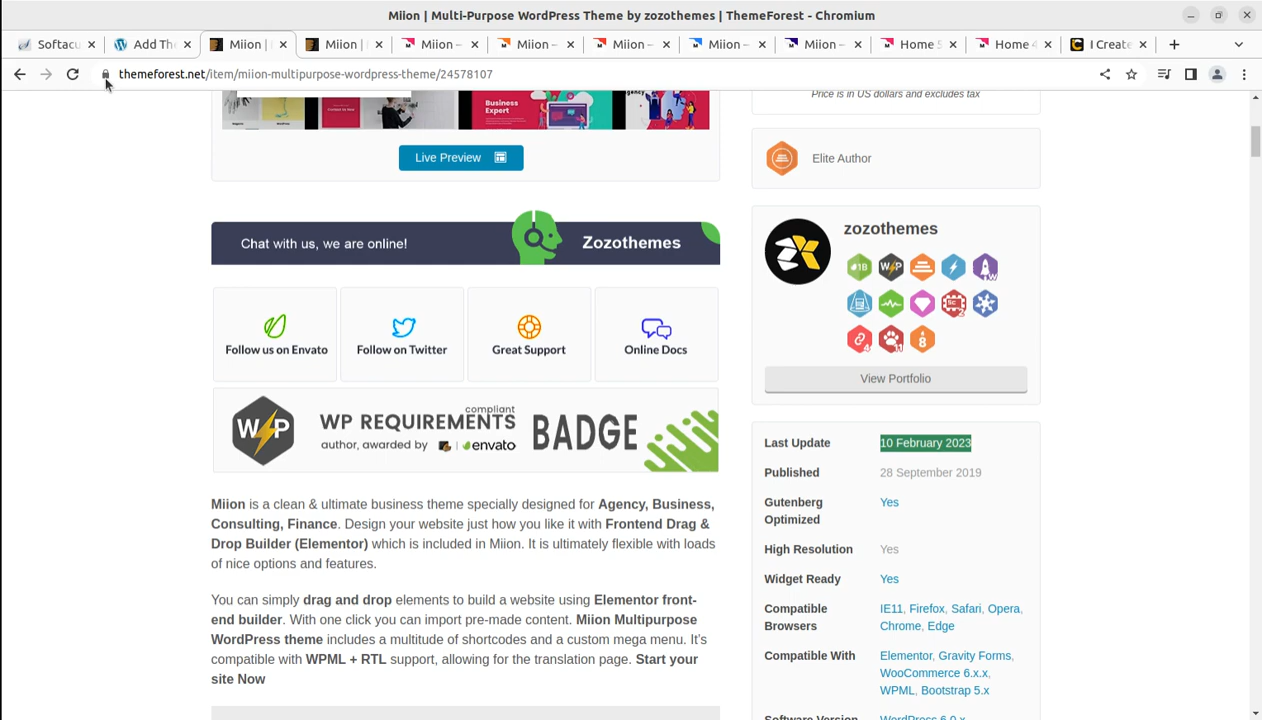 Miion | Multi-Purpose WordPress Theme by zozothemes | ThemeForest - Chromium
Softacu
Add The
Miion |
Miion |
Miion –
Miion –
Miion –
Miion –
Miion –
Home 5
Home 4
I Create
themeforest.net/item/miion-multipurpose-wordpress-theme/24578107
Price is in US dollars and excludes tax
Business
Expert
Live Preview
Elite Author
Chat with us, we are online!
Zozothemes
zozothemes
Follow us on Envato
Follow on Twitter
Great Support
Online Docs
View Portfolio
WP
WP REQUIREMENTS
compliant
author, awarded by
envato
BADGE
Last Update
10 February 2023
Published
28 September 2019
Gutenberg
Optimized
Yes
High Resolution
Yes
Widget Ready
Yes
Compatible
Browsers
IE11, Firefox, Safari, Opera,
Chrome, Edge
Compatible With
Elementor, Gravity Forms,
WooCommerce 6.x.x,
WPML, Bootstrap 5.x
Software Version
WordPress 6.0.x
Miion is a clean & ultimate business theme specially designed for Agency, Business,
Consulting, Finance. Design your website just how you like it with Frontend Drag &
Drop Builder (Elementor) which is included in Miion. It is ultimately flexible with loads
of nice options and features.
You can simply drag and drop elements to build a website using Elementor front-
end builder. With one click you can import pre-made content. Miion Multipurpose
WordPress theme includes a multitude of shortcodes and a custom mega menu. It's
compatible with WPML + RTL support, allowing for the translation page. Start your
site Now